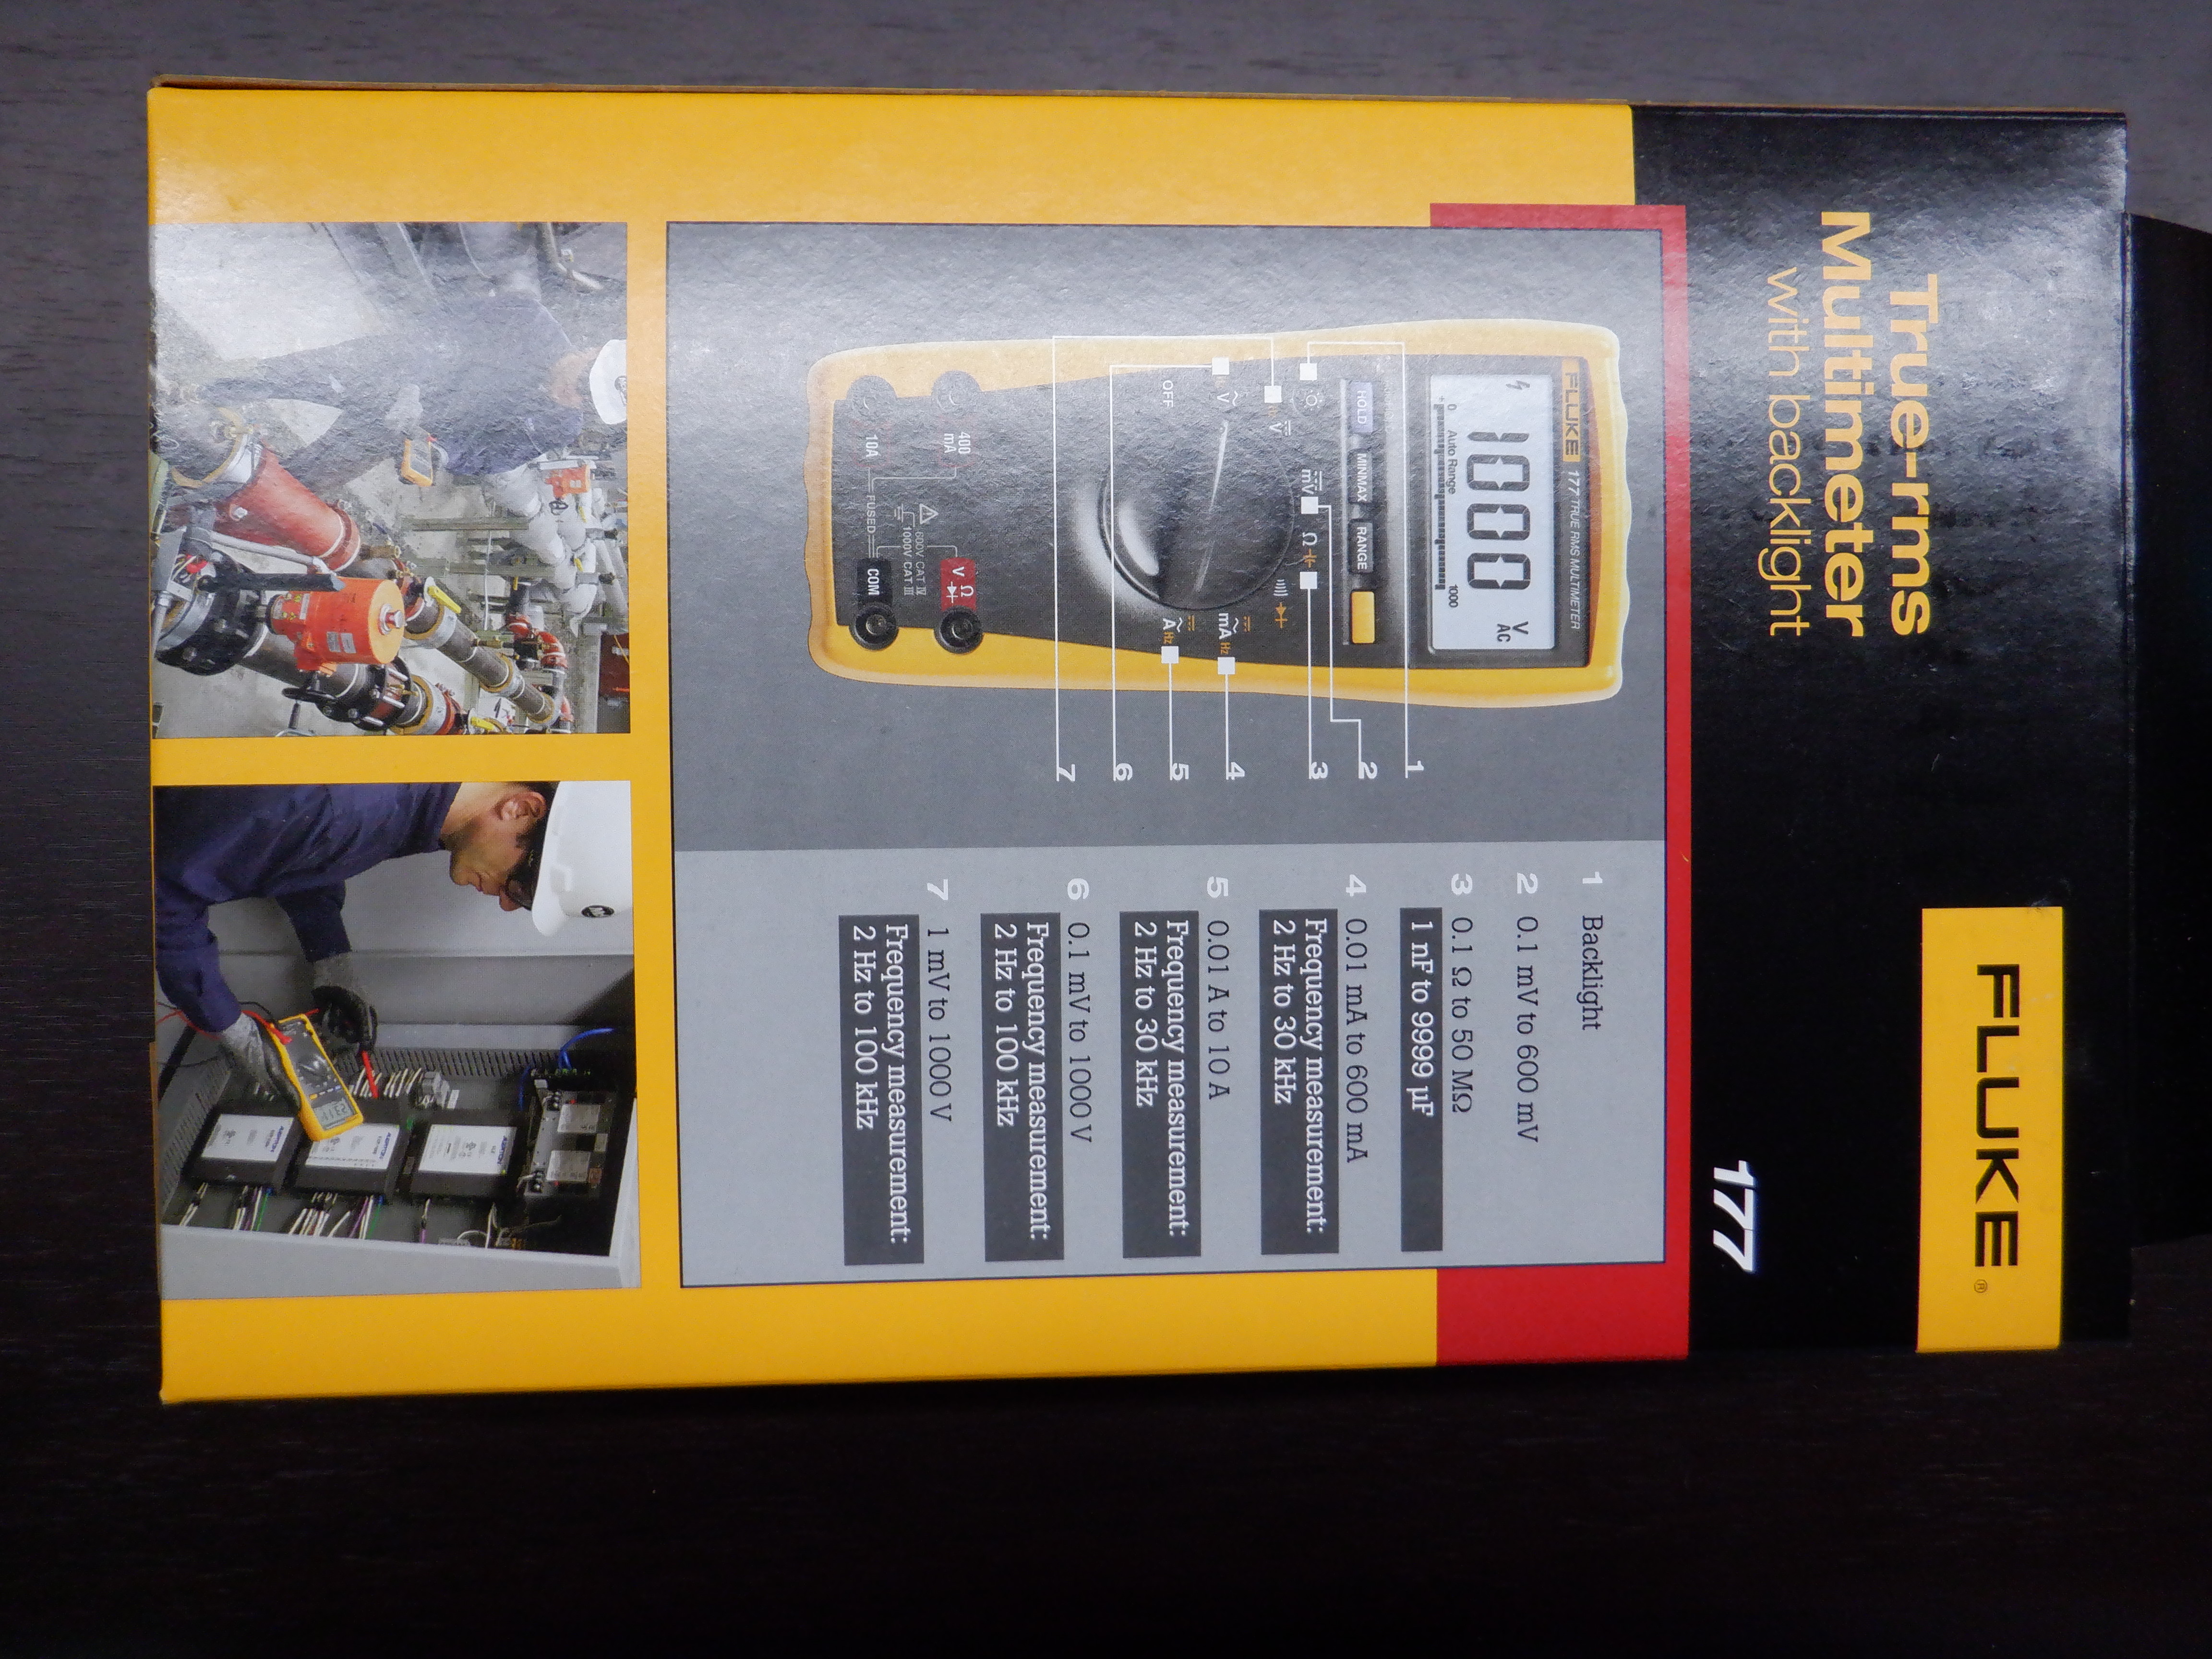 FLUKE®
True-rms
Multimeter
with backlight
177
FLUKE 177 TRUE RMS MULTIMETER
1000
V
AC
0
1000
Auto Range
HOLD
MIN MAX
RANGE
mV
Ω
V
Hz
V
mA
Hz
A
Hz
OFF
400
mA
10A
FUSED
600V CAT IV
1000V CAT III
V Ω
COM
1
2
3
4
5
6
7
1 Backlight
2 0.1 mV to 600 mV
3 0.1 Ω to 50 MΩ
1 nF to 9999 µF
4 0.01 mA to 600 mA
Frequency measurement:
2 Hz to 30 kHz
5 0.01 A to 10 A
Frequency measurement:
2 Hz to 30 kHz
6 0.1 mV to 1000 V
Frequency measurement:
2 Hz to 100 kHz
7 1 mV to 1000 V
Frequency measurement:
2 Hz to 100 kHz